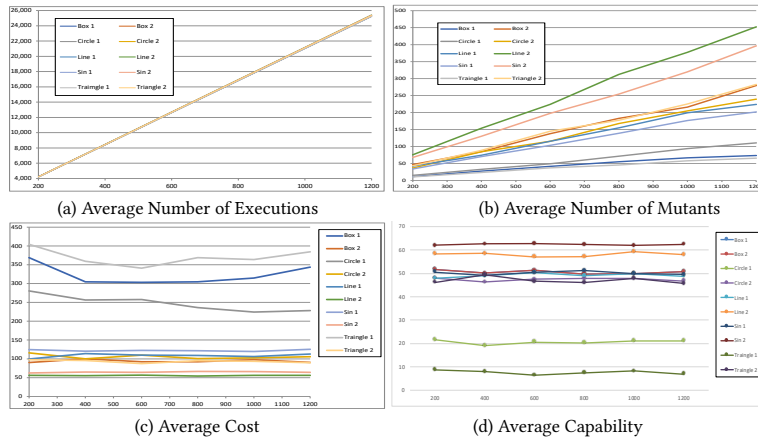 26,000
24,000
22,000
20,000
18,000
16,000
14,000
12,000
10,000
8,000
6,000
4,000
Box 1 Box 2
Circle 1 Circle 2
Line 1 Line 2
Sin 1 Sin 2
Traimgle 1 Triangle 2
200 400 600 800 1000 1200
(a) Average Number of Executions
500
450
400
350
300
250
200
150
100
50
0
Box 1 Box 2
Circle 1 Circle 2
Line 1 Line 2
Sin 1 Sin 2
Traingle 1 Triangle 2
200 300 400 500 600 700 800 900 1000 1100 1200
(b) Average Number of Mutants
450
400
350
300
250
200
150
100
50
0
200 400 600 800 1000 1200
Box 1
Box 2
Circle 1
Circle 2
Line 1
Line 2
Sin 1
Sin 2
Traingle 1
Triangle 2
(c) Average Cost
70
60
50
40
30
20
10
0
200 400 600 800 1000 1200
Box 1
Box 2
Circle 1
Circle 2
Line 1
Line 2
Sin 1
Sin 2
Traingle 1
Traingle 2
(d) Average Capability